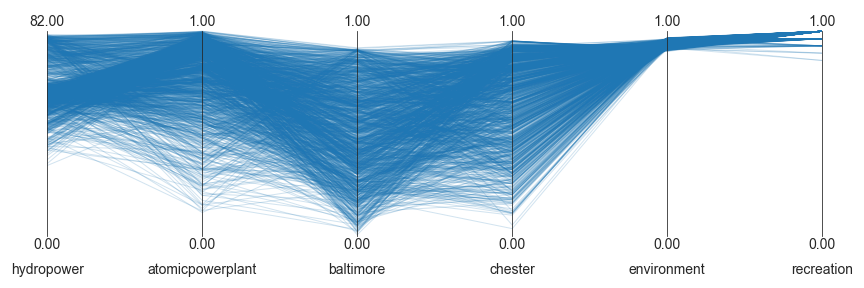 82.00 1.00 1.00 1.00 1.00 1.00
0.00 0.00 0.00 0.00 0.00 0.00
hydropower atomicpowerplant baltimore chester environment recreation